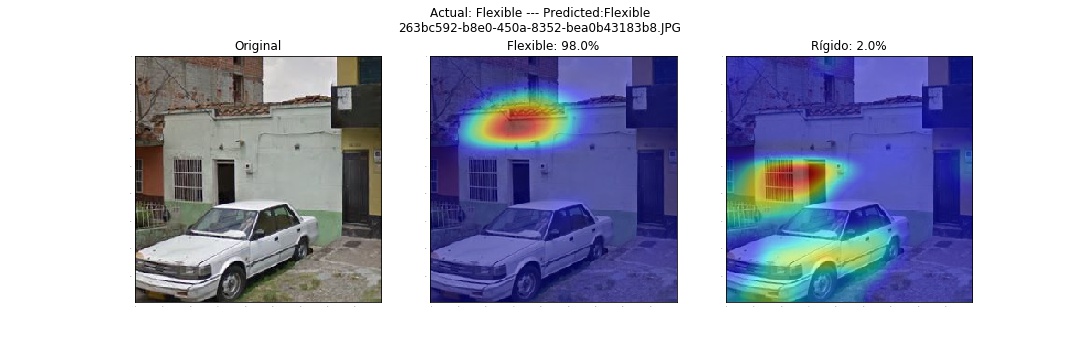 Actual: Flexible --- Predicted:Flexible
263bc592-b8e0-450a-8352-bea0b43183b8.JPG
Original
Flexible: 98.0%
Rígido: 2.0%